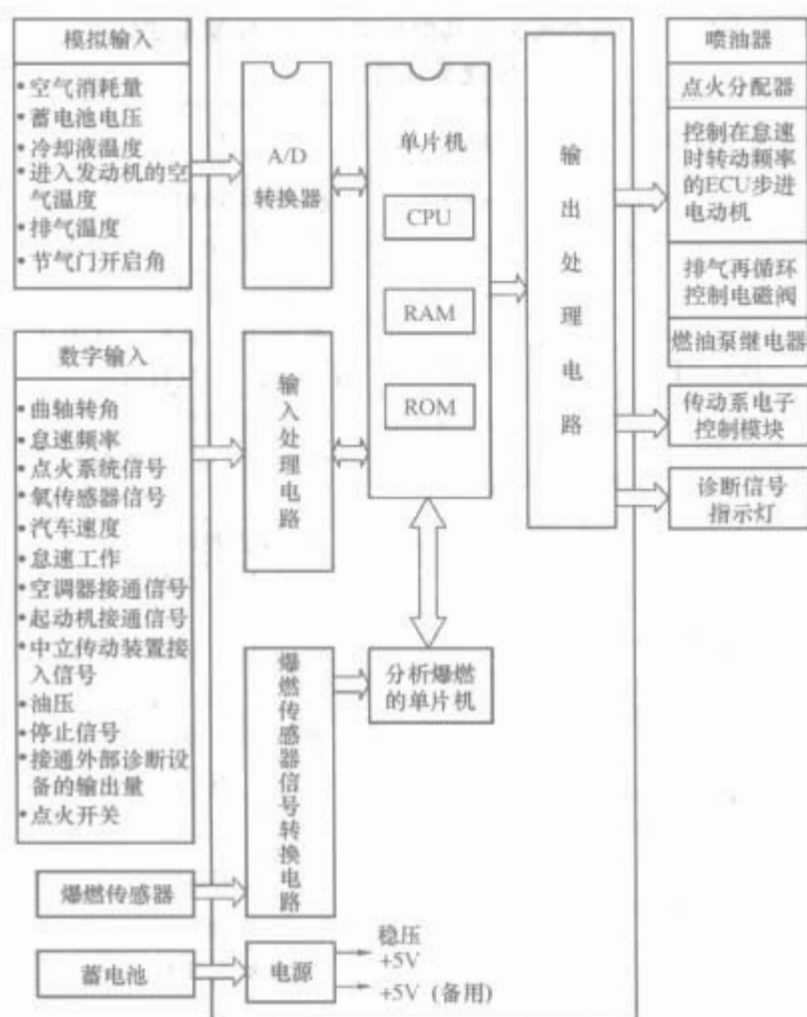 模拟输入
•空气消耗量
•蓄电池电压
•冷却液温度
•进入发动机的空
气温度
•排气温度
•节气门开启角
数字输入
•曲轴转角
•怠速频率
•点火系统信号
•氧传感器信号
•汽车速度
•怠速工作
•空调器接通信号
•起动机接通信号
•中立传动装置接
入信号
•油压
•停止信号
•接通外部诊断设
备的输出量
•点火开关
爆燃传感器
蓄电池
A/D
转换器
输入处理电路
爆燃传感器信号转换电路
电源
稳压
+5V
+5V (备用)
单片机
CPU
RAM
ROM
分析爆燃
的单片机
输出处理电路
喷油器
点火分配器
控制在怠速
时转动频率
的ECU步进
电动机
排气再循环
控制电磁阀
燃油泵继电器
传动系电子
控制模块
诊断信号
指示灯